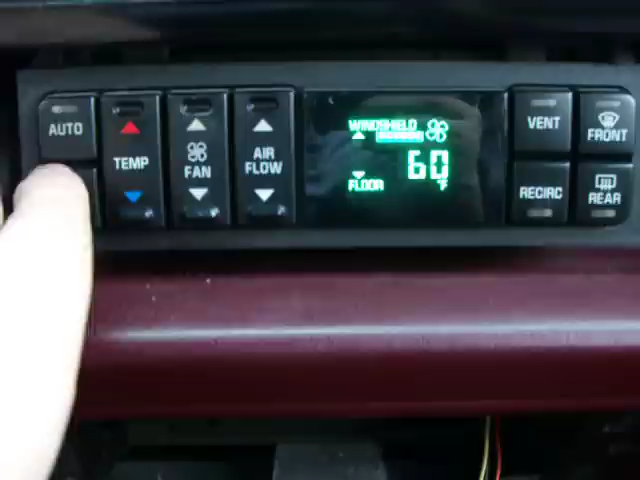 AUTO
TEMP
FAN
AIR
FLOW
WINDSHIELD
60
°F
FLOOR
VENT
FRONT
RECIRC
REAR